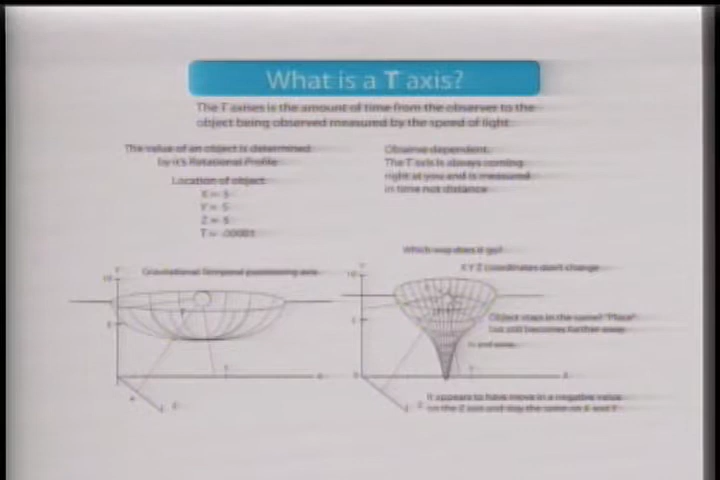 What is a T axis?
The T axises is the amount of time from the observer to the
object being observed measured by the speed of light
The value of an object is determined
by it's Rotational Profile
Location of object
X = 5
Y = 5
Z = 5
T = .00001
Observe dependent.
The T axis is always coming
right at you and is measured
in time not distance
Gravitational Temporal positioning axis
Which way does it go?
X Y Z coordinates don't change
Object stays in the same? "Place"
but still becomes further away
It appears to have move in a negative value
on the Z axis and stay the same on X and Y